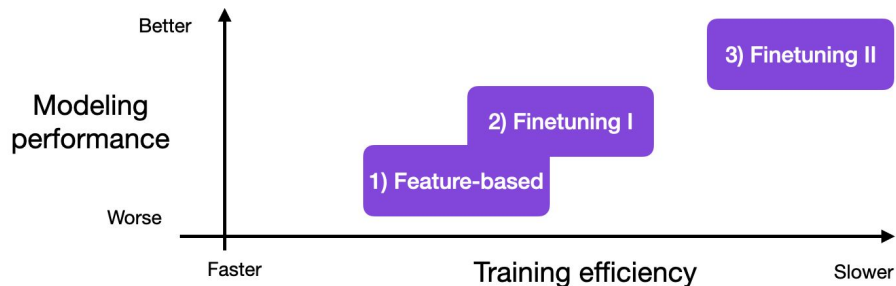 Better
3) Finetuning II
Modeling
performance
2) Finetuning I
1) Feature-based
Worse
Faster
Training efficiency
Slower